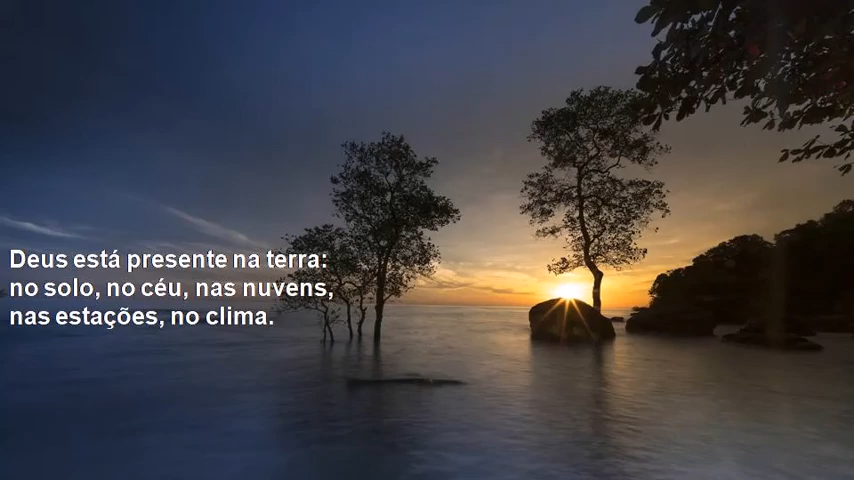 Deus está presente na terra:
no solo, no céu, nas nuvens,
nas estações, no clima.